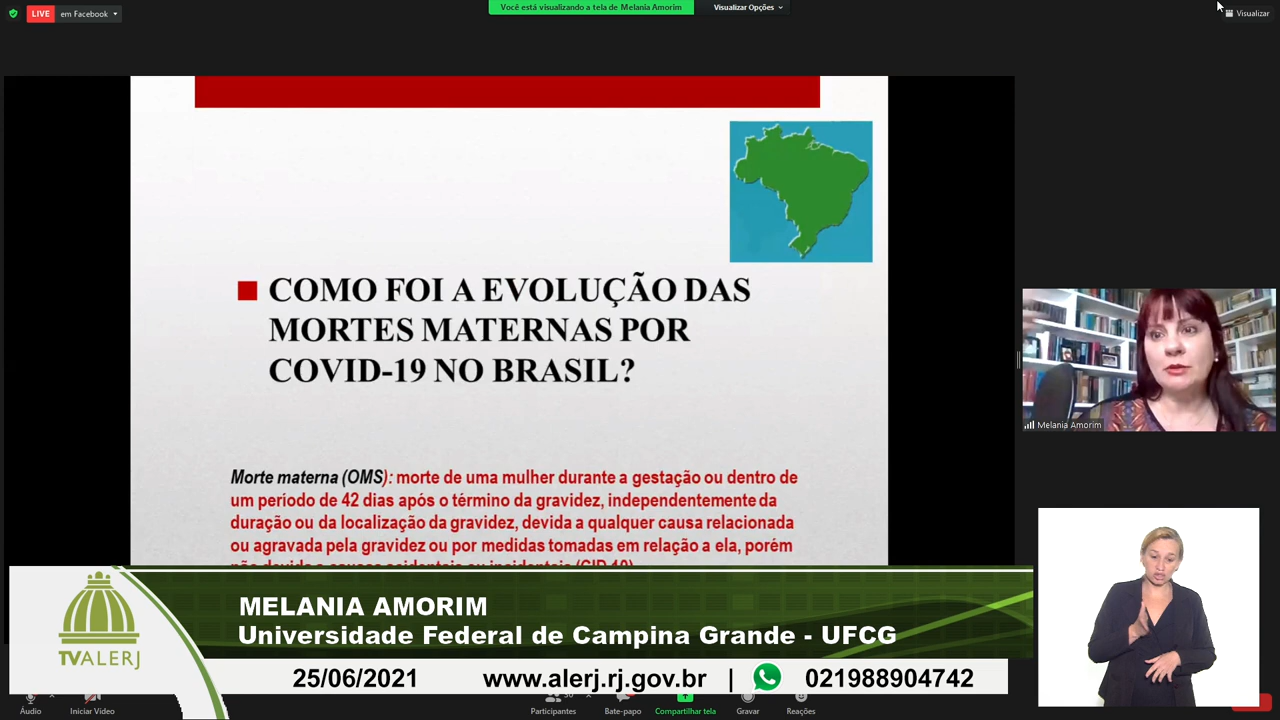 LIVE em Facebook
Você está visualizando a tela de Melania Amorim
Visualizar Opções
Visualizar
COMO FOI A EVOLUÇÃO DAS
MORTES MATERNAS POR
COVID-19 NO BRASIL?
Morte materna (OMS): morte de uma mulher durante a gestação ou dentro de
um período de 42 dias após o término da gravidez, independentemente da
duração ou da localização da gravidez, devida a qualquer causa relacionada
ou agravada pela gravidez ou por medidas tomadas em relação a ela, porém
Melania Amorim
MELANIA AMORIM
Universidade Federal de Campina Grande - UFCG
TVALERJ
25/06/2021 www.alerj.rj.gov.br | 021988904742
Áudio
Iniciar Vídeo
Participantes
Bate-papo
Compartilhar tela
Gravar
Reações